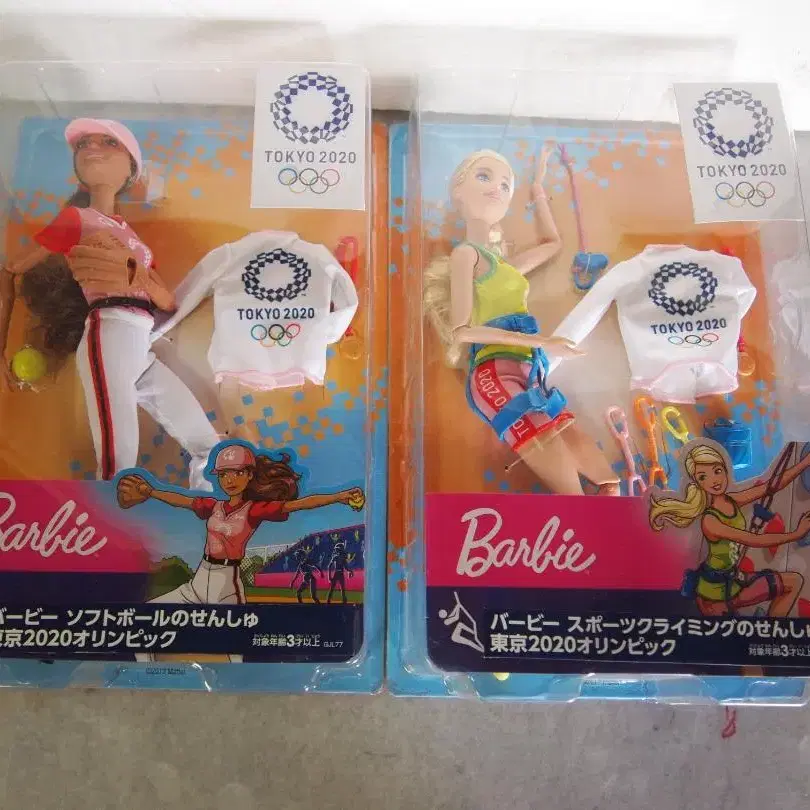 TOKYO 2020
TOKYO 2020
Barbie
バービー ソフトボールのせんしゅ
東京2020オリンピック
対象年齢3才以上 GJL77
TOKYO 2020
TOKYO 2020
TOKYO 2020
Barbie
バービー スポーツクライミングのせんしゅ
東京2020オリンピック
対象年齢3才以上